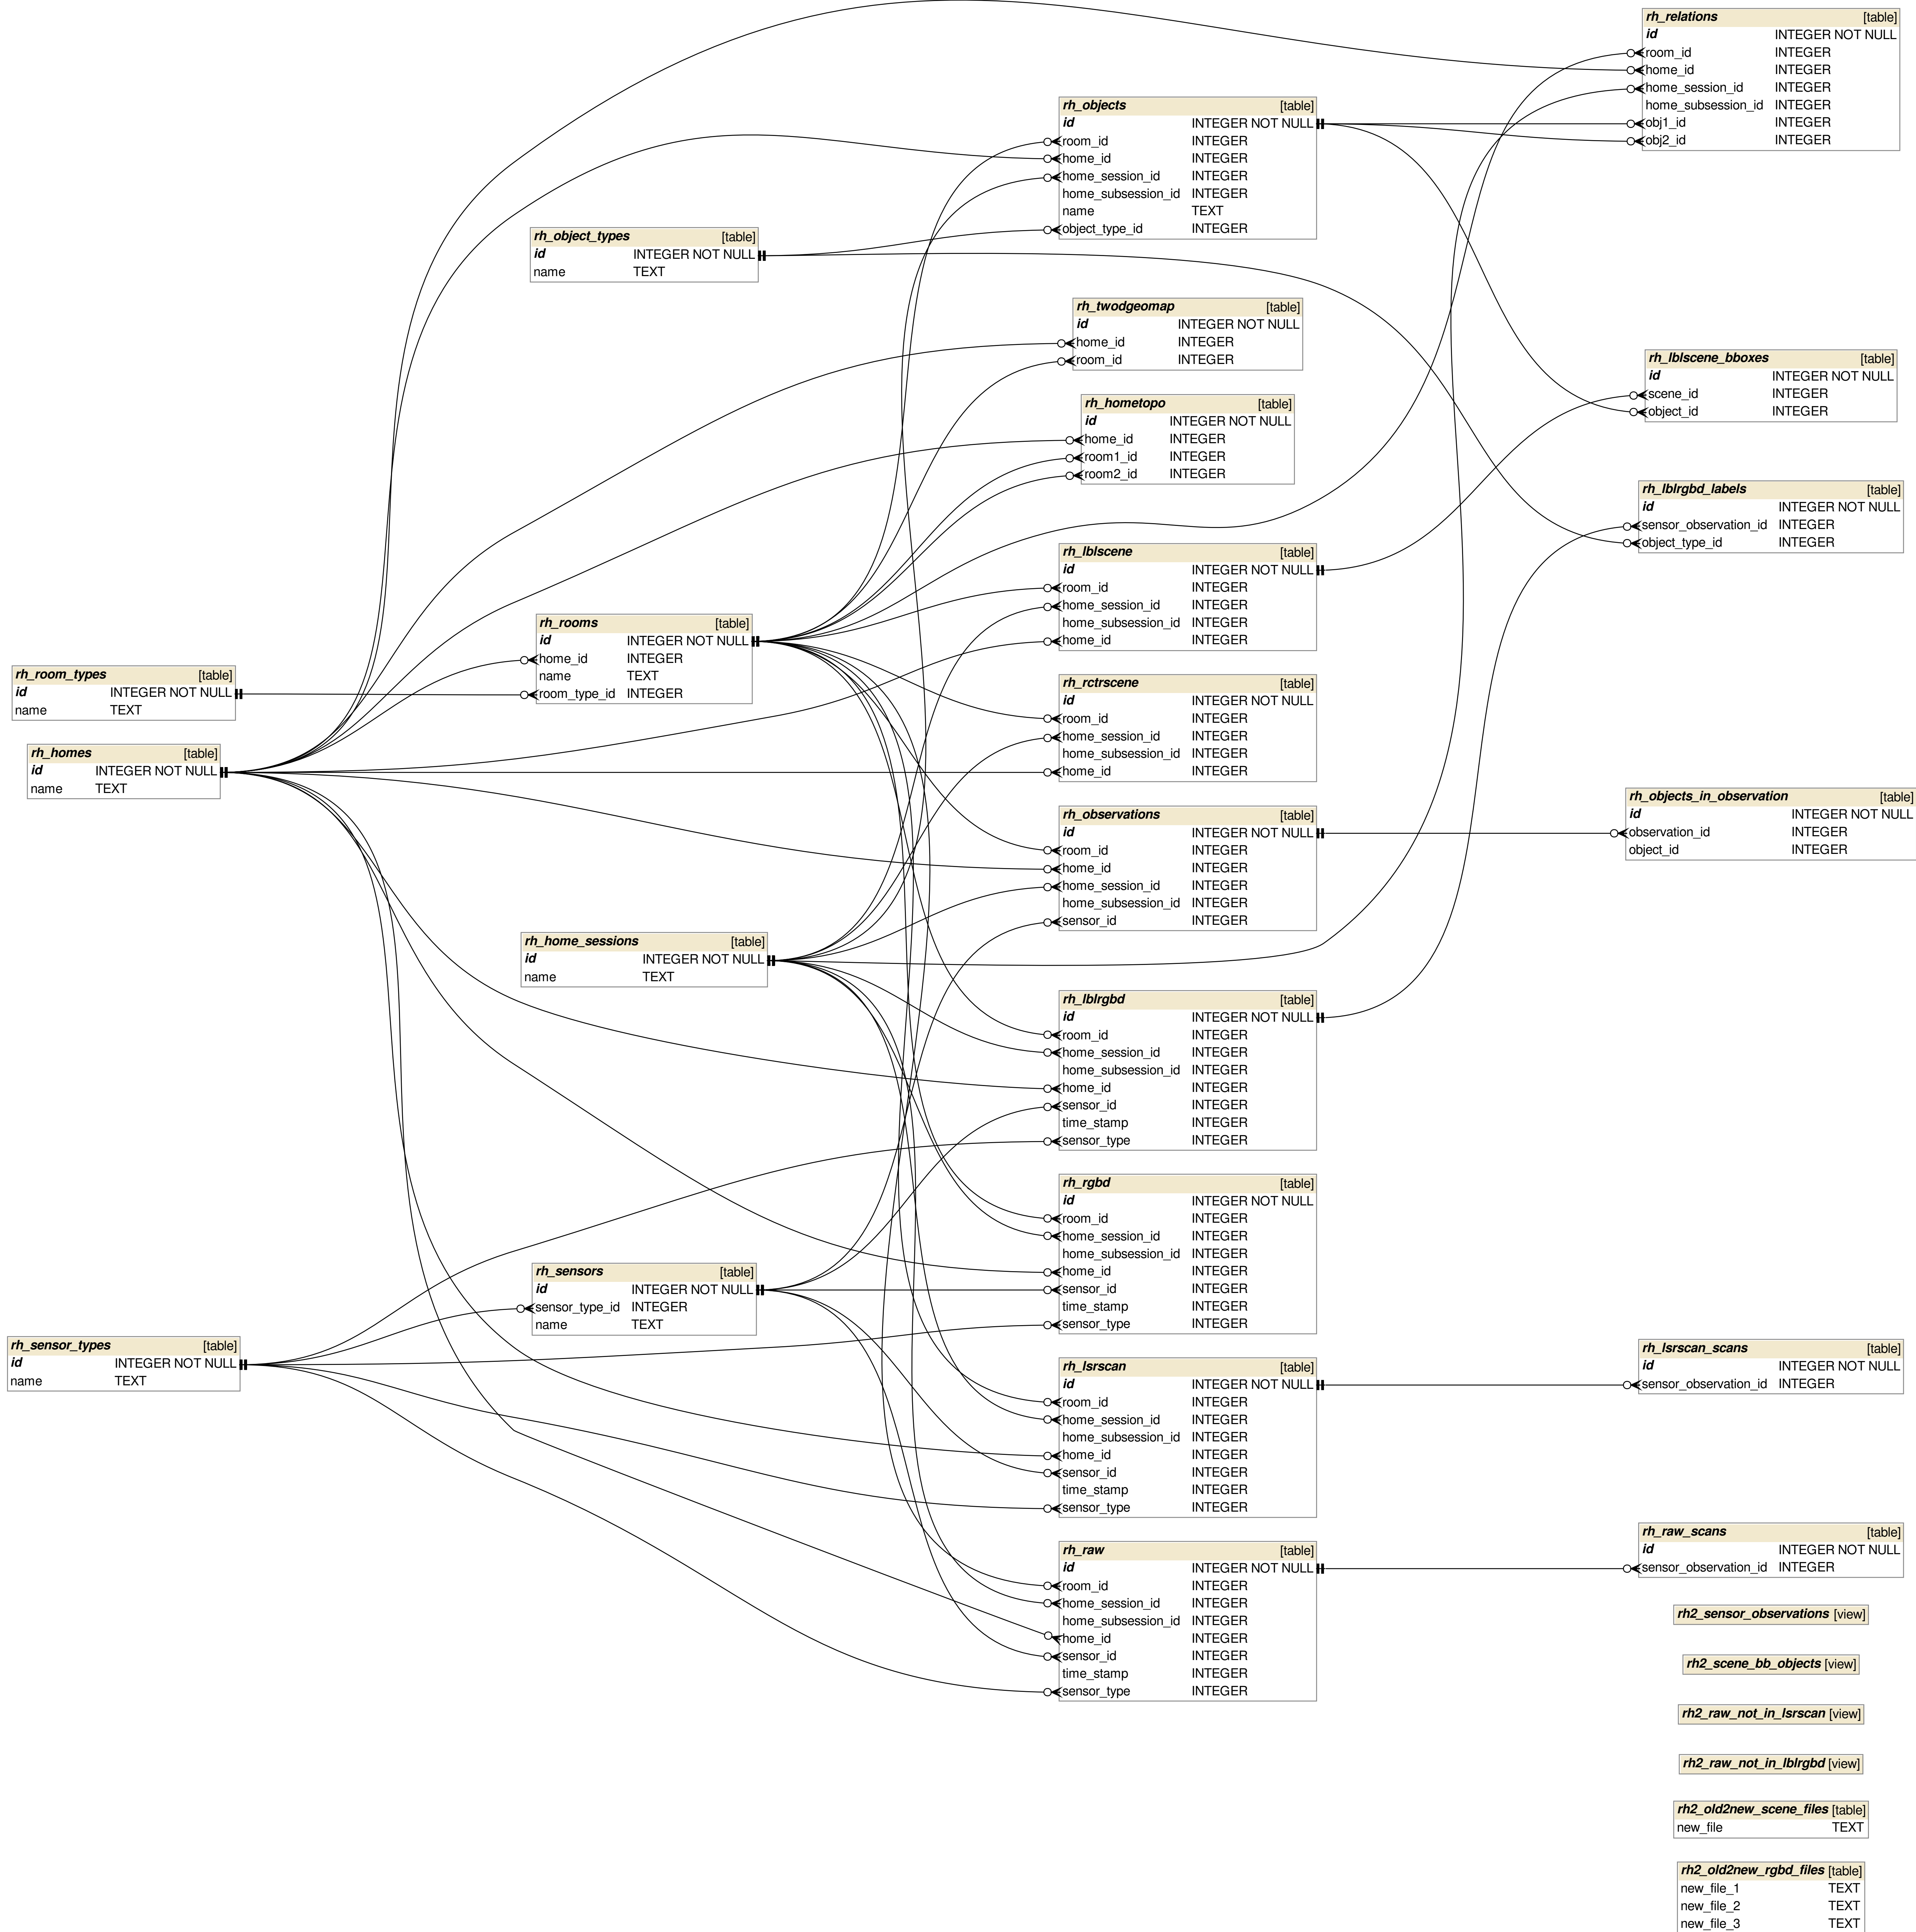 rh_relations [table]
id INTEGER NOT NULL
room_id INTEGER
home_id INTEGER
home_session_id INTEGER
home_subsession_id INTEGER
obj1_id INTEGER
obj2_id INTEGER
rh_objects [table]
id INTEGER NOT NULL
room_id INTEGER
home_id INTEGER
home_session_id INTEGER
home_subsession_id INTEGER
name TEXT
object_type_id INTEGER
rh_object_types [table]
id INTEGER NOT NULL
name TEXT
rh_twodgeomap [table]
id INTEGER NOT NULL
home_id INTEGER
room_id INTEGER
rh_lblscene_bboxes [table]
id INTEGER NOT NULL
scene_id INTEGER
object_id INTEGER
rh_hometopo [table]
id INTEGER NOT NULL
home_id INTEGER
room1_id INTEGER
room2_id INTEGER
rh_lblrgbd_labels [table]
id INTEGER NOT NULL
sensor_observation_id INTEGER
object_type_id INTEGER
rh_lblscene [table]
id INTEGER NOT NULL
room_id INTEGER
home_session_id INTEGER
home_subsession_id INTEGER
home_id INTEGER
rh_rooms [table]
id INTEGER NOT NULL
home_id INTEGER
name TEXT
room_type_id INTEGER
rh_room_types [table]
id INTEGER NOT NULL
name TEXT
rh_rctrscene [table]
id INTEGER NOT NULL
room_id INTEGER
home_session_id INTEGER
home_subsession_id INTEGER
home_id INTEGER
rh_homes [table]
id INTEGER NOT NULL
name TEXT
rh_observations [table]
id INTEGER NOT NULL
room_id INTEGER
home_id INTEGER
home_session_id INTEGER
home_subsession_id INTEGER
sensor_id INTEGER
rh_objects_in_observation [table]
id INTEGER NOT NULL
observation_id INTEGER
object_id INTEGER
rh_home_sessions [table]
id INTEGER NOT NULL
name TEXT
rh_lblrgbd [table]
id INTEGER NOT NULL
room_id INTEGER
home_session_id INTEGER
home_subsession_id INTEGER
home_id INTEGER
sensor_id INTEGER
time_stamp INTEGER
sensor_type INTEGER
rh_rgbd [table]
id INTEGER NOT NULL
room_id INTEGER
home_session_id INTEGER
home_subsession_id INTEGER
home_id INTEGER
sensor_id INTEGER
time_stamp INTEGER
sensor_type INTEGER
rh_sensors [table]
id INTEGER NOT NULL
sensor_type_id INTEGER
name TEXT
rh_sensor_types [table]
id INTEGER NOT NULL
name TEXT
rh_lsrscan [table]
id INTEGER NOT NULL
room_id INTEGER
home_session_id INTEGER
home_subsession_id INTEGER
home_id INTEGER
sensor_id INTEGER
time_stamp INTEGER
sensor_type INTEGER
rh_lsrscan_scans [table]
id INTEGER NOT NULL
sensor_observation_id INTEGER
rh_raw [table]
id INTEGER NOT NULL
room_id INTEGER
home_session_id INTEGER
home_subsession_id INTEGER
home_id INTEGER
sensor_id INTEGER
time_stamp INTEGER
sensor_type INTEGER
rh_raw_scans [table]
id INTEGER NOT NULL
sensor_observation_id INTEGER
rh2_sensor_observations [view]
rh2_scene_bb_objects [view]
rh2_raw_not_in_lsrscan [view]
rh2_raw_not_in_lblrgbd [view]
rh2_old2new_scene_files [table]
new_file TEXT
rh2_old2new_rgbd_files [table]
new_file_1 TEXT
new_file_2 TEXT
new_file_3 TEXT